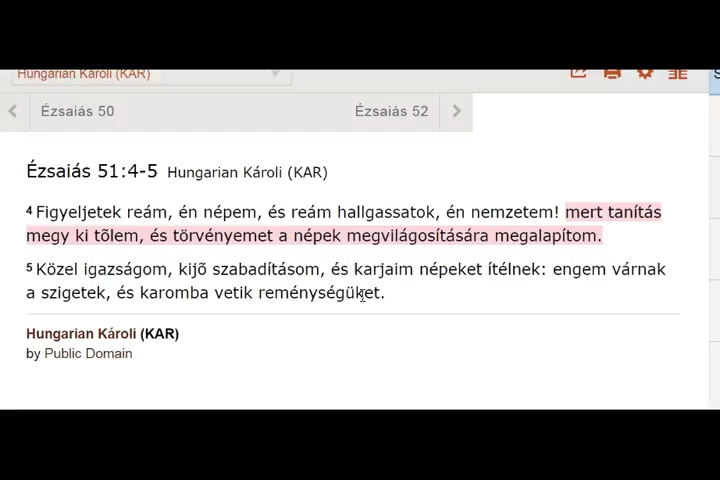 Hungarian Károli (KAR)
Ézsaiás 50
Ézsaiás 52
Ézsaiás 51:4-5 Hungarian Károli (KAR)
4 Figyeljetek reám, én népem, és reám hallgassatok, én nemzetem! mert tanítás
megy ki tõlem, és törvényemet a népek megvilágosítására megalapítom.
5 Közel igazságom, kijõ szabadításom, és karjaim népeket ítélnek: engem várnak
a szigetek, és karomba vetik reménységüket.
Hungarian Károli (KAR)
by Public Domain